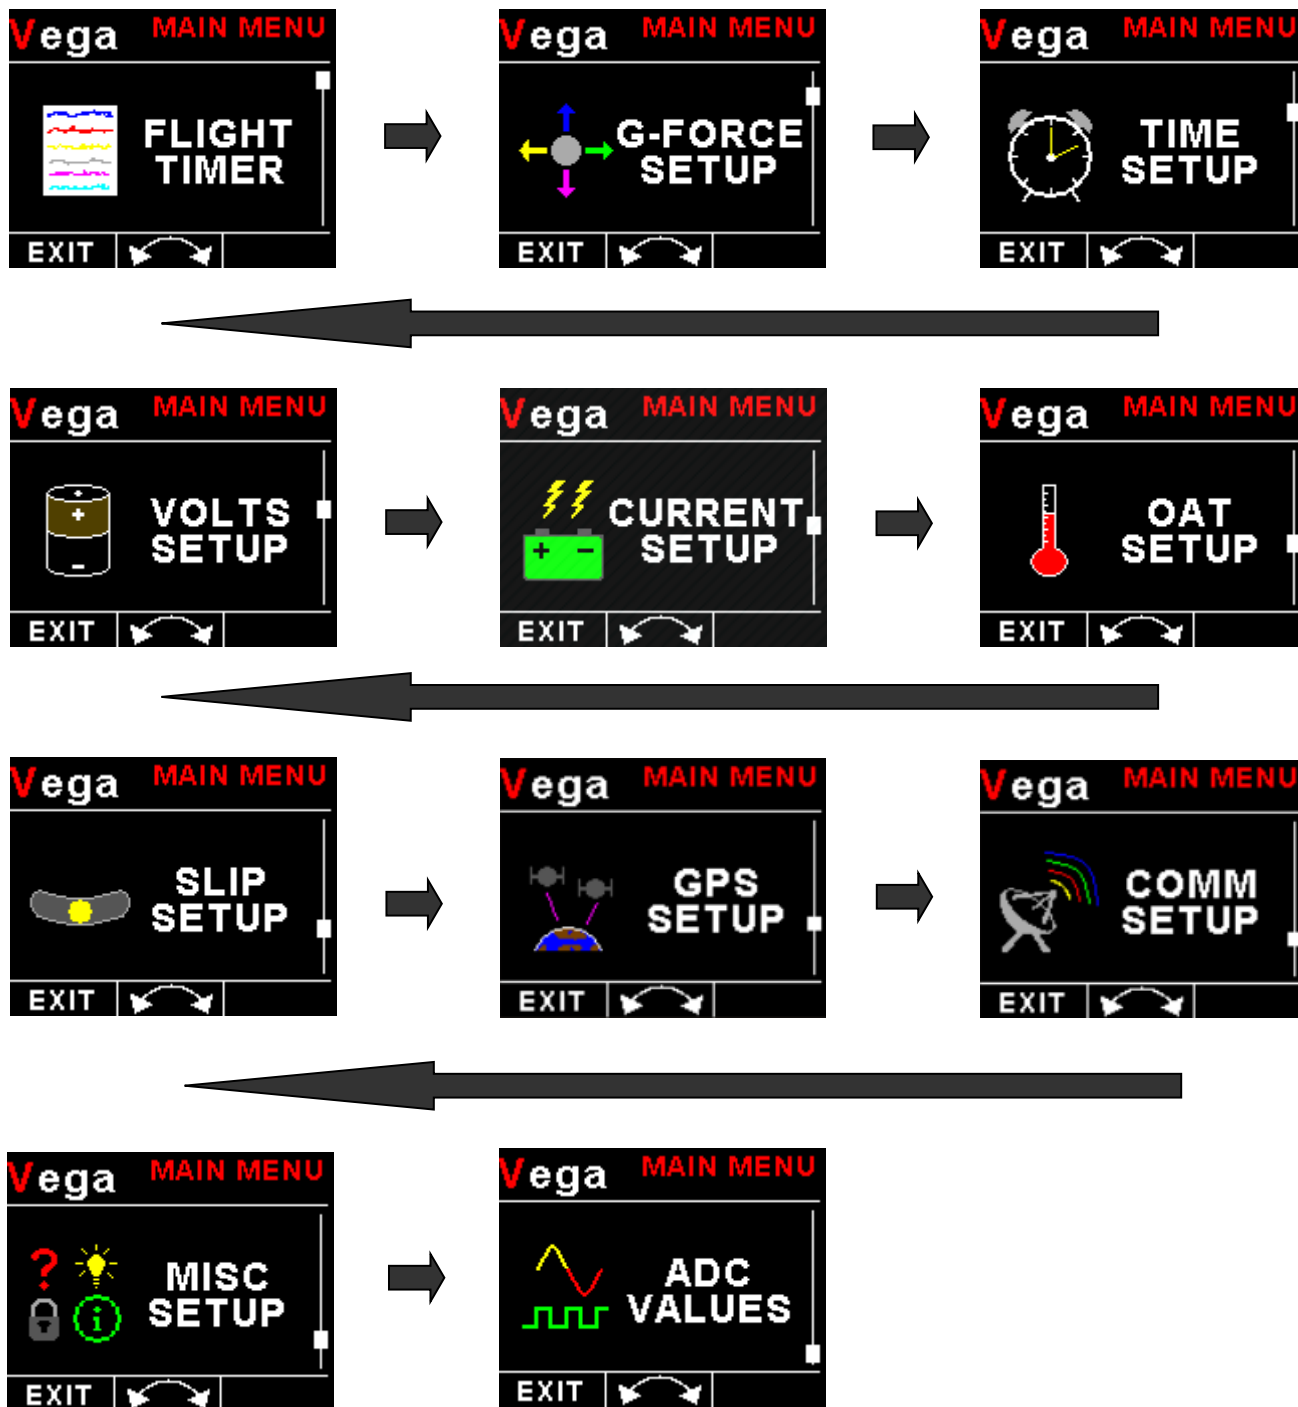 Vega MAIN MENU
FLIGHT
TIMER
EXIT
Vega MAIN MENU
G-FORCE
SETUP
EXIT
Vega MAIN MENU
TIME
SETUP
EXIT
Vega MAIN MENU
VOLTS
SETUP
EXIT
Vega MAIN MENU
CURRENT
SETUP
EXIT
Vega MAIN MENU
OAT
SETUP
EXIT
Vega MAIN MENU
SLIP
SETUP
EXIT
Vega MAIN MENU
GPS
SETUP
EXIT
Vega MAIN MENU
COMM
SETUP
EXIT
Vega MAIN MENU
MISC
SETUP
EXIT
Vega MAIN MENU
ADC
VALUES
EXIT